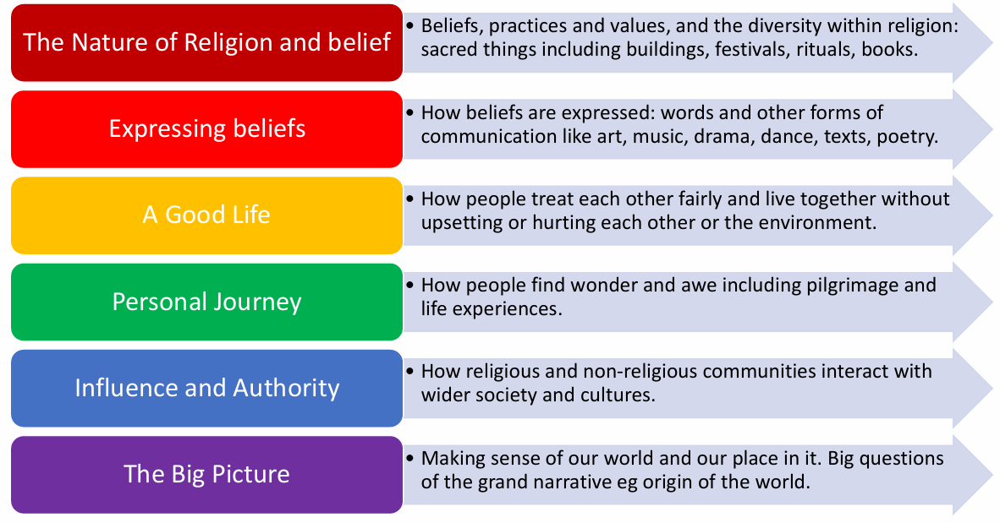 The Nature of Religion and belief
• Beliefs, practices and values, and the diversity within religion:
sacred things including buildings, festivals, rituals, books.
Expressing beliefs
• How beliefs are expressed: words and other forms of
communication like art, music, drama, dance, texts, poetry.
A Good Life
• How people treat each other fairly and live together without
upsetting or hurting each other or the environment.
Personal Journey
• How people find wonder and awe including pilgrimage and
life experiences.
Influence and Authority
• How religious and non-religious communities interact with
wider society and cultures.
The Big Picture
• Making sense of our world and our place in it. Big questions
of the grand narrative eg origin of the world.